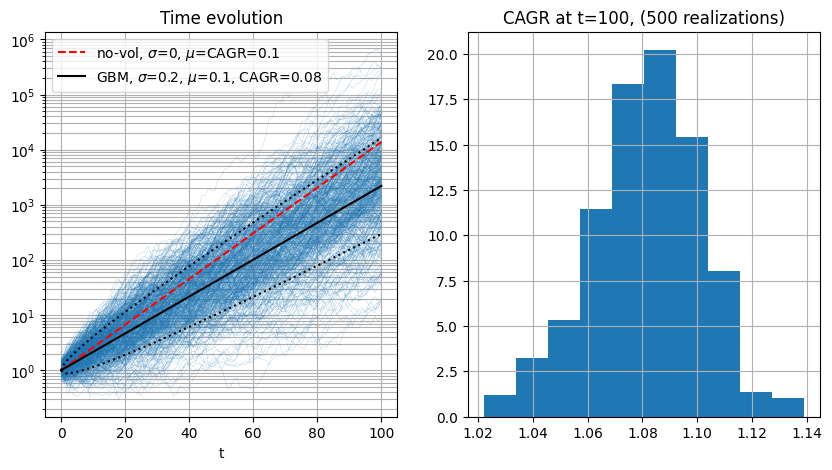 Time evolution
10⁶
10⁵
10⁴
10³
10²
10¹
10⁰
no-vol, σ=0, μ=CAGR=0.1
GBM, σ=0.2, μ=0.1, CAGR=0.08
0 20 40 60 80 100
t
CAGR at t=100, (500 realizations)
20.0
17.5
15.0
12.5
10.0
7.5
5.0
2.5
0.0
1.02 1.04 1.06 1.08 1.10 1.12 1.14